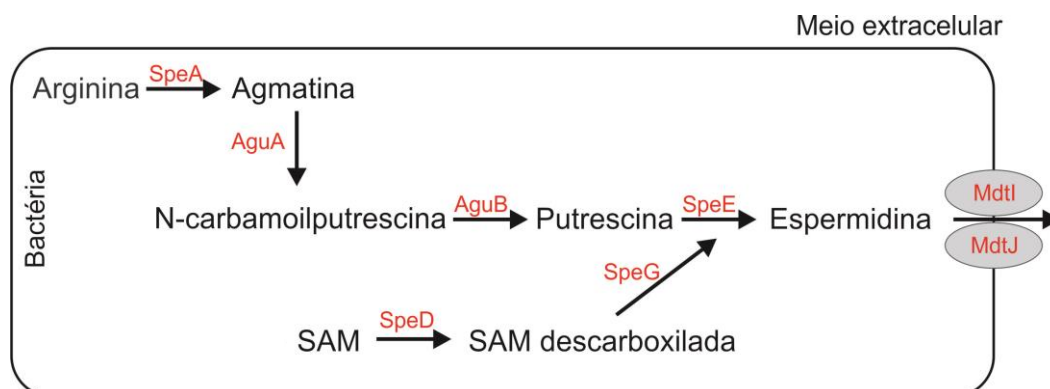 Meio extracelular
Arginina SpeA Agmatina
AguA
Bactéria
N-carbamoilputrescina AguB Putrescina SpeE Espermidina
MdtI
MdtJ
SpeG
SAM SpeD SAM descarboxilada